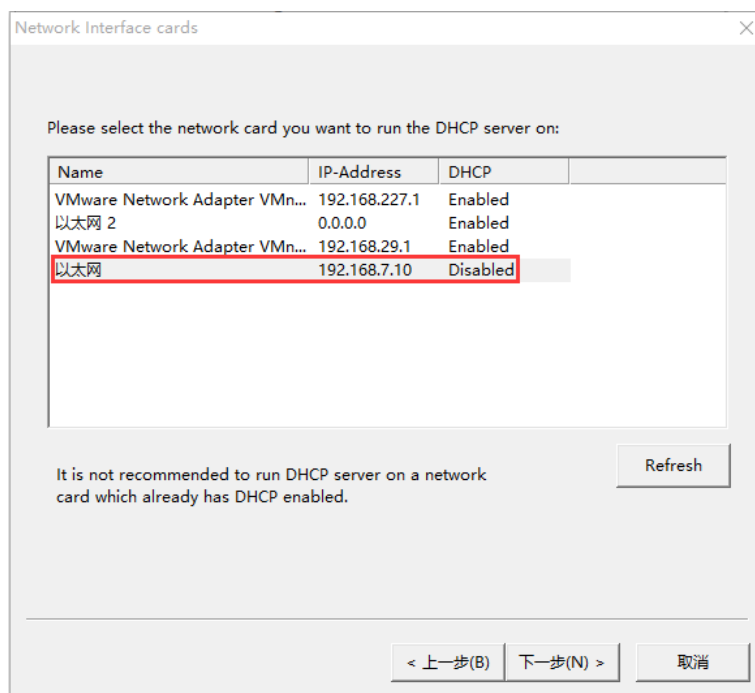 Network Interface cards
Please select the network card you want to run the DHCP server on:
Name IP-Address DHCP
VMware Network Adapter VMn... 192.168.227.1 Enabled
以太网 2 0.0.0.0 Enabled
VMware Network Adapter VMn... 192.168.29.1 Enabled
以太网 192.168.7.10 Disabled
Refresh
It is not recommended to run DHCP server on a network
card which already has DHCP enabled.
< 上一步(B) 下一步(N) > 取消